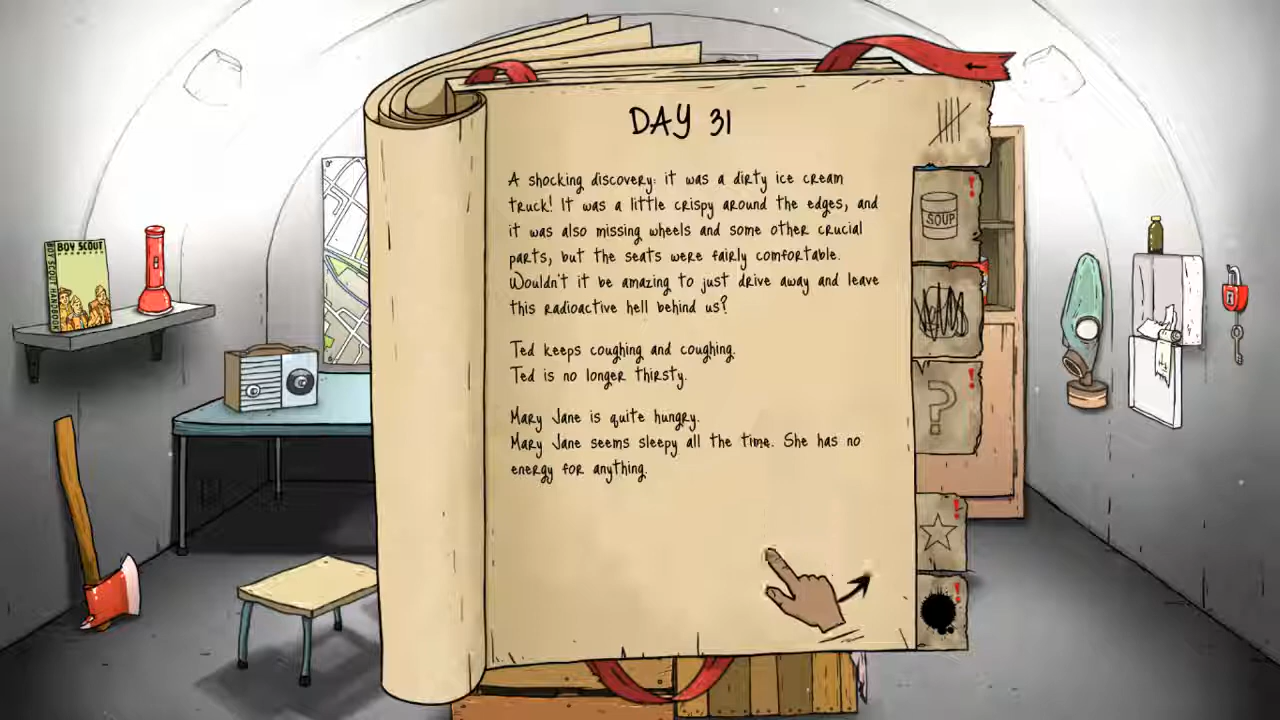 DAY 31
A shocking discovery: it was a dirty ice cream
truck! It was a little crispy around the edges, and
it was also missing wheels and some other crucial
parts, but the seats were fairly comfortable.
Wouldn't it be amazing to just drive away and leave
this radioactive hell behind us?
Ted keeps coughing and coughing.
Ted is no longer thirsty.
Mary Jane is quite hungry.
Mary Jane seems sleepy all the time. She has no
energy for anything.
SOUP
BOY SCOUT
BOY SCOUT HANDBOOK